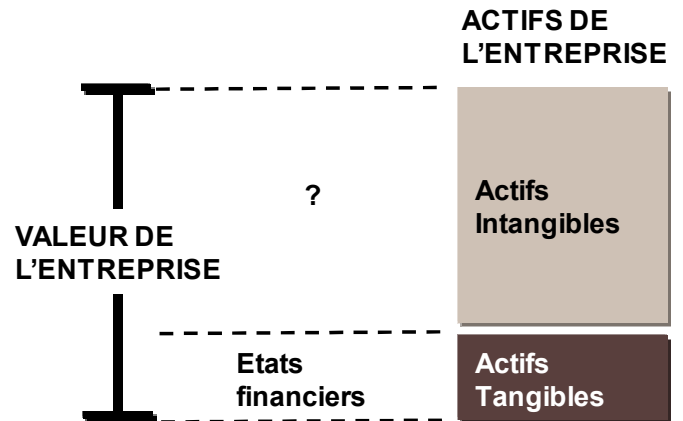 ACTIFS DE
L’ENTREPRISE
?
Actifs
Intangibles
VALEUR DE
L’ENTREPRISE
Etats
financiers
Actifs
Tangibles